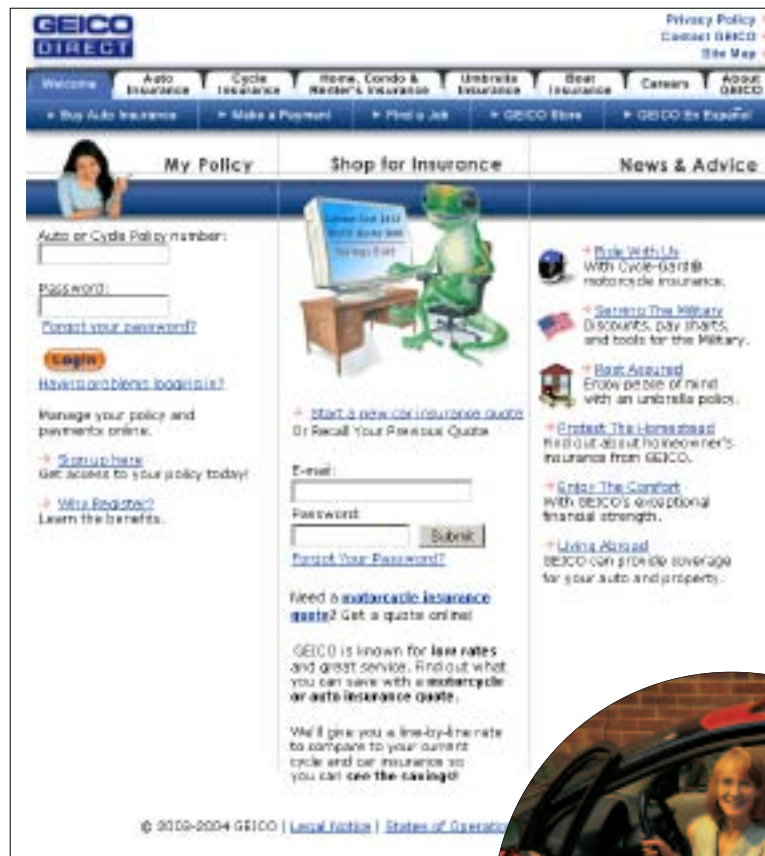 GEICO
DIRECT
Privacy Policy
Contact GEICO
Site Map
Welcome
Auto Insurance
Cycle Insurance
Home, Condo & Renter's Insurance
Umbrella Insurance
Boat Insurance
Careers
About GEICO
Buy Auto Insurance
Make a Payment
Find a Job
GEICO Store
GEICO En Español
My Policy
Auto or Cycle Policy number:
Password:
Forgot your password?
Login
Having problems logging in?
Manage your policy and
payments online.
Sign up here
Get access to your policy today!
Why Register?
Learn the benefits.
Shop for Insurance
Start a new car insurance quote
Or Recall Your Previous Quote
E-mail:
Password:
Submit
Forgot Your Password?
Need a motorcycle insurance
quote? Get a quote online!
GEICO is known for low rates
and great service. Find out what
you can save with a motorcycle
or auto insurance quote.
We'll give you a line-by-line rate
to compare to your current
cycle and car insurance so
you can see the savings!
News & Advice
Ride With Us
With Cycle-Gard®
motorcycle insurance.
Serving The Military
Discounts, pay charts,
and tools for the Military.
Rest Assured
Enjoy peace of mind
with an umbrella policy.
Protect The Homestead
Find out about homeowner's
insurance from GEICO.
Enjoy The Comfort
With GEICO's exceptional
financial strength.
Living Abroad
GEICO can provide coverage
for your auto and property.
GEICO | Legal Notice | States of Operatio